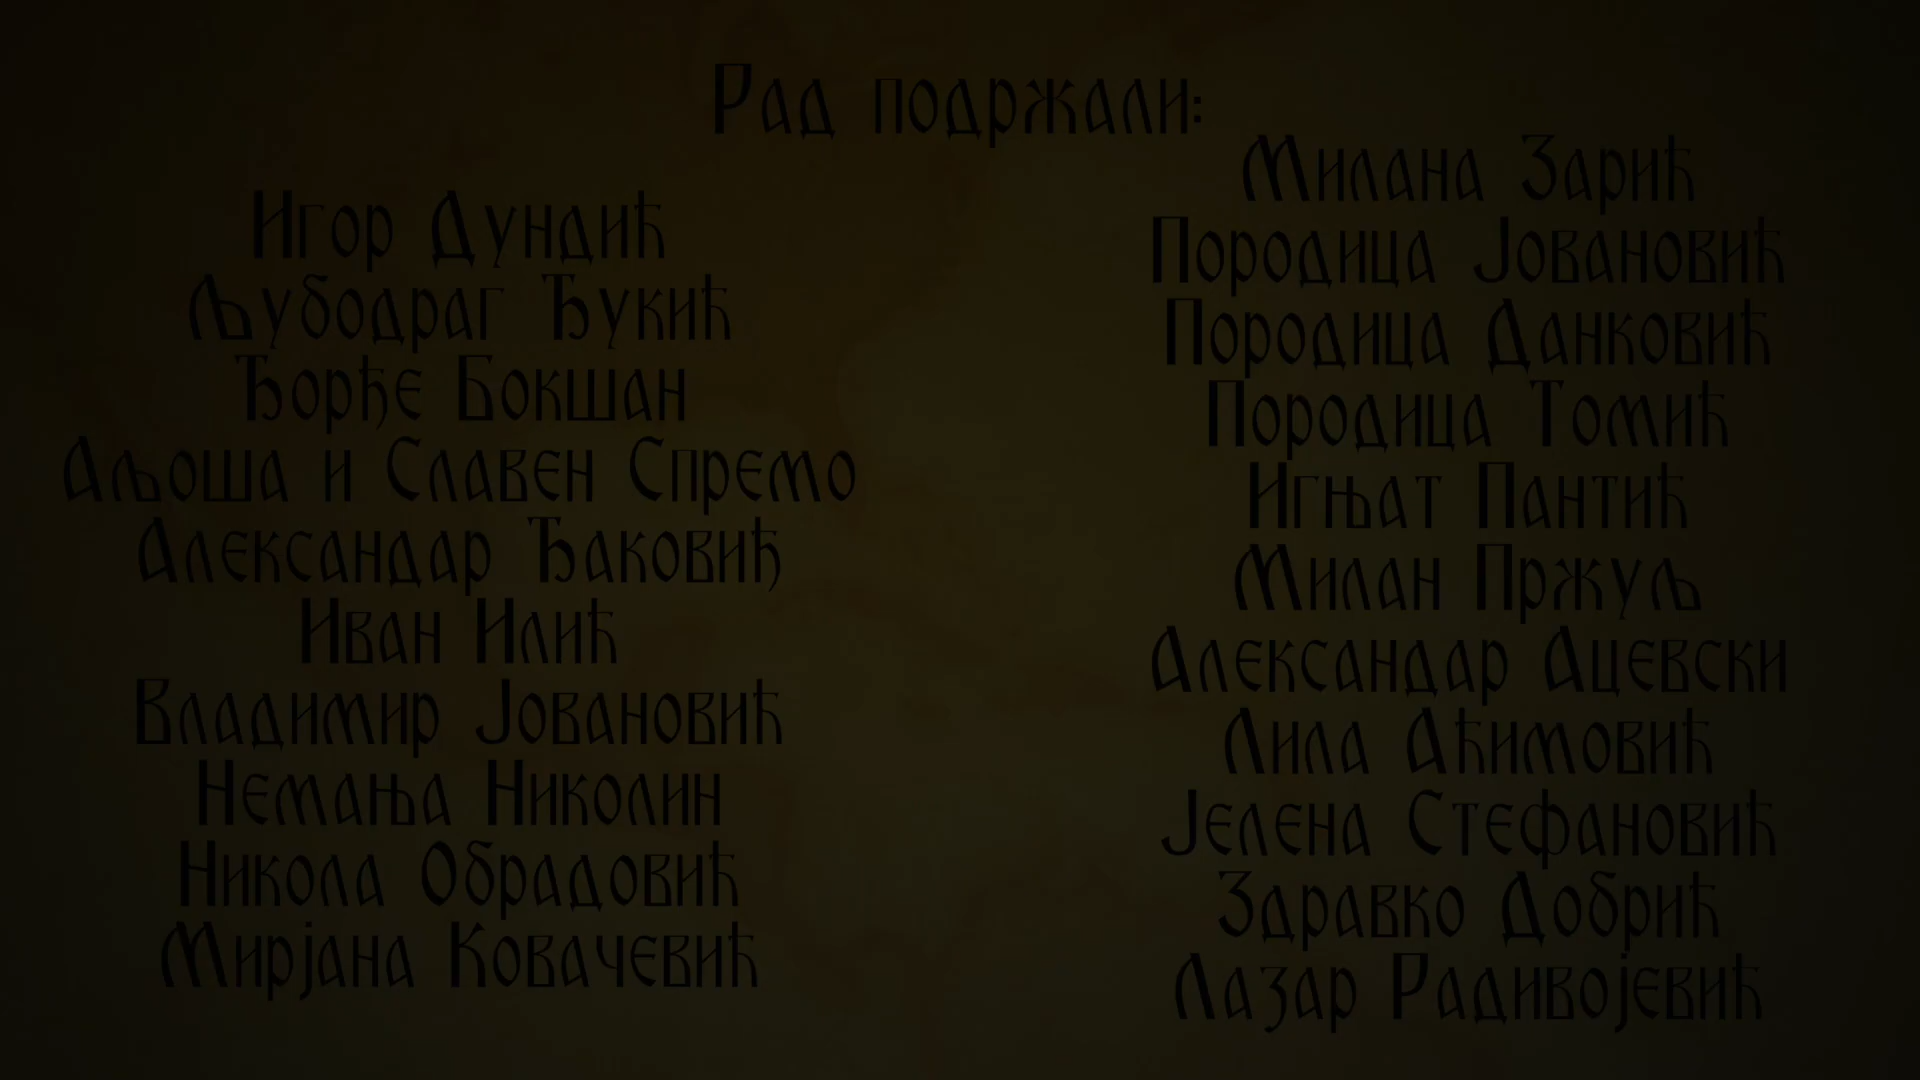 Рад подржали:
Игор Дундић
Љубодраг Ђукић
Ђорђе Бокшан
Аљоша и Славен Спремо
Александар Ђаковиђ
Иван Илић
Владимир Јовановић
Немања Николин
Никола Обрадовић
Мирјана Ковачевић
Милана Зарић
Породица Јовановић
Породица Данковић
Породица Томић
Игњат Пантић
Милан Пржуљ
Александар Ацевски
Лила Аћимовић
Јелена Стефановић
Здравко Добрић
Лазар Радивојевић